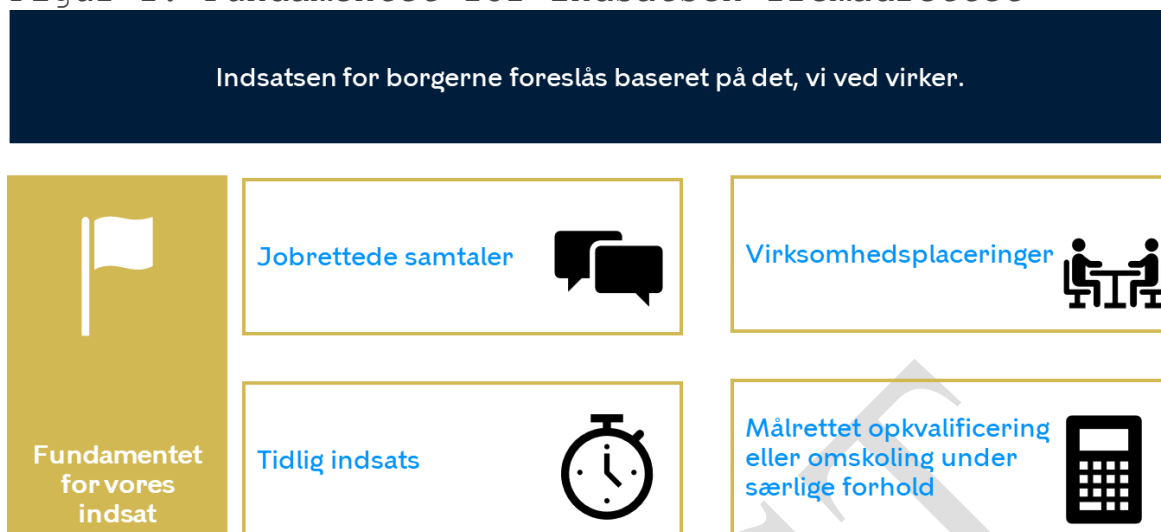 Indsatsen for borgerne foreslås baseret på det, vi ved virker.
Jobrettede samtaler
Virksomhedsplaceringer
Fundamentet
for vores
indsat
Tidlig indsats
Målrettet opkvalificering
eller omskoling under
særlige forhold